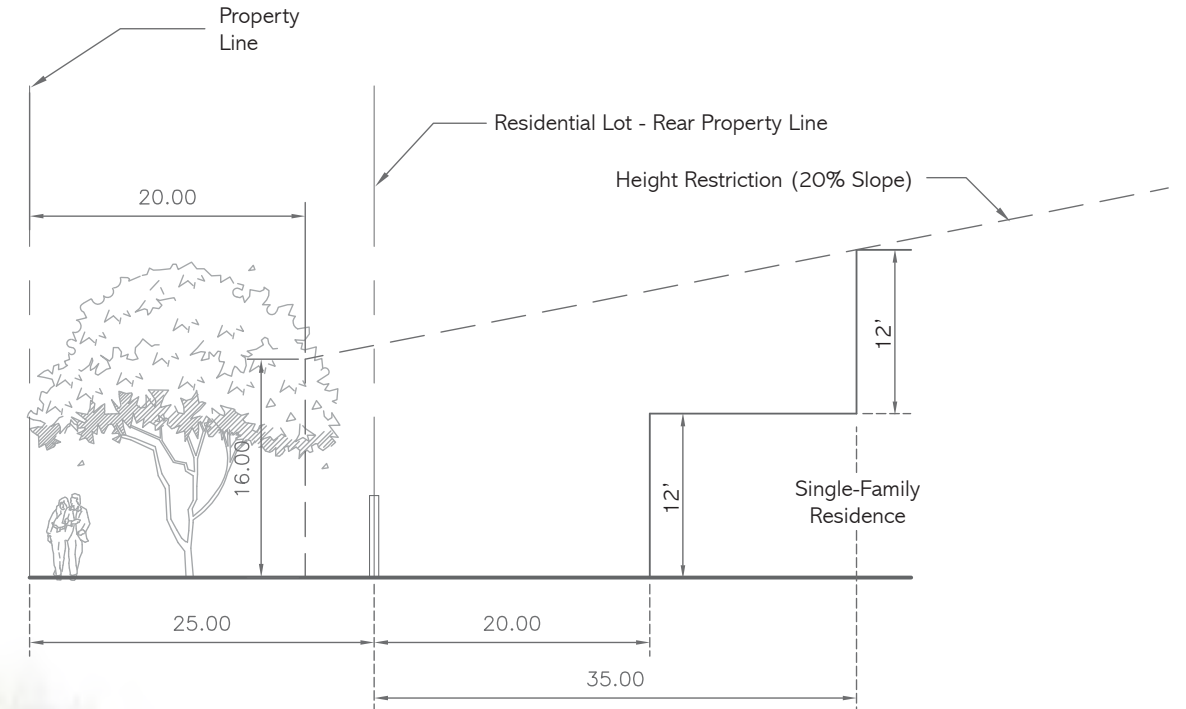 Property
Line
Residential Lot - Rear Property Line
Height Restriction (20% Slope)
20.00
12’
16.00
12’
Single-Family
Residence
25.00
20.00
35.00